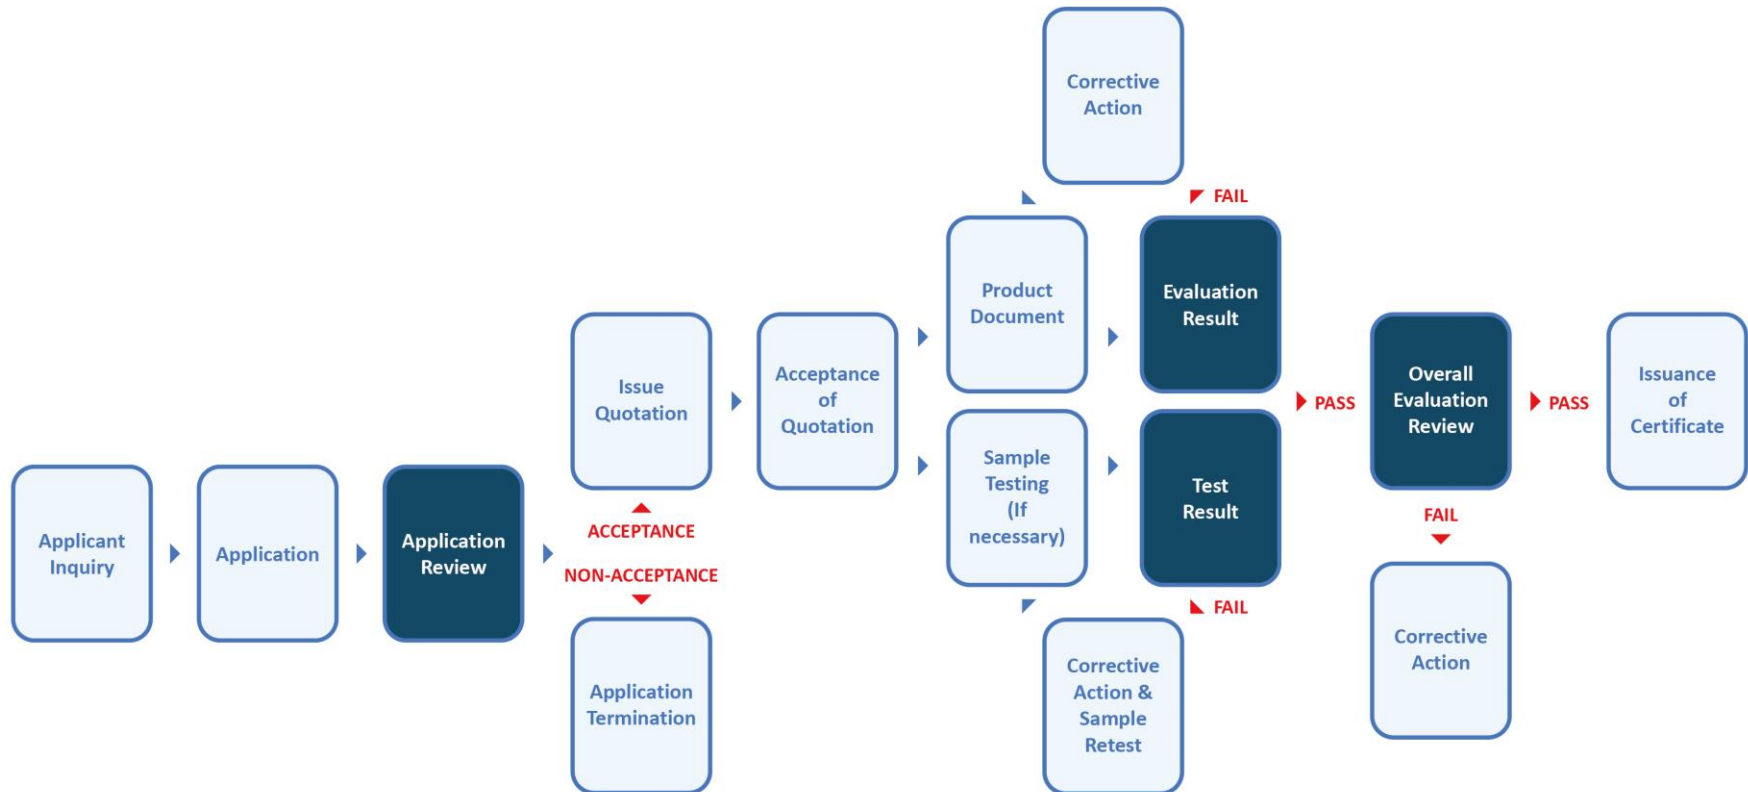 Applicant
Inquiry
Application
Application
Review
ACCEPTANCE
NON-ACCEPTANCE
Issue
Quotation
Application
Termination
Acceptance
of
Quotation
Product
Document
Sample
Testing
(If
necessary)
Corrective
Action
FAIL
Evaluation
Result
Test
Result
FAIL
Corrective
Action &
Sample
Retest
PASS
Overall
Evaluation
Review
FAIL
Corrective
Action
PASS
Issuance
of
Certificate